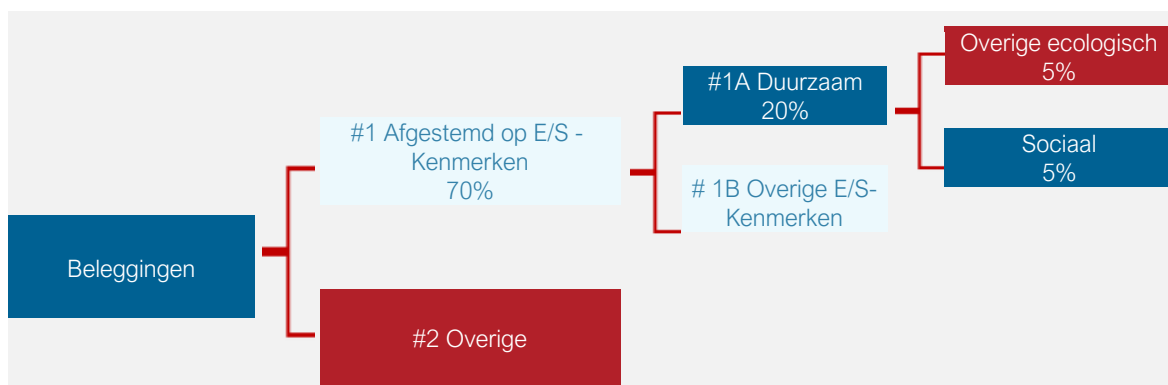 Beleggingen
#1 Afgestemd op E/S -
Kenmerken
70%
#2 Overige
#1A Duurzaam
20%
# 1B Overige E/S-
Kenmerken
Overige ecologisch
5%
Sociaal
5%